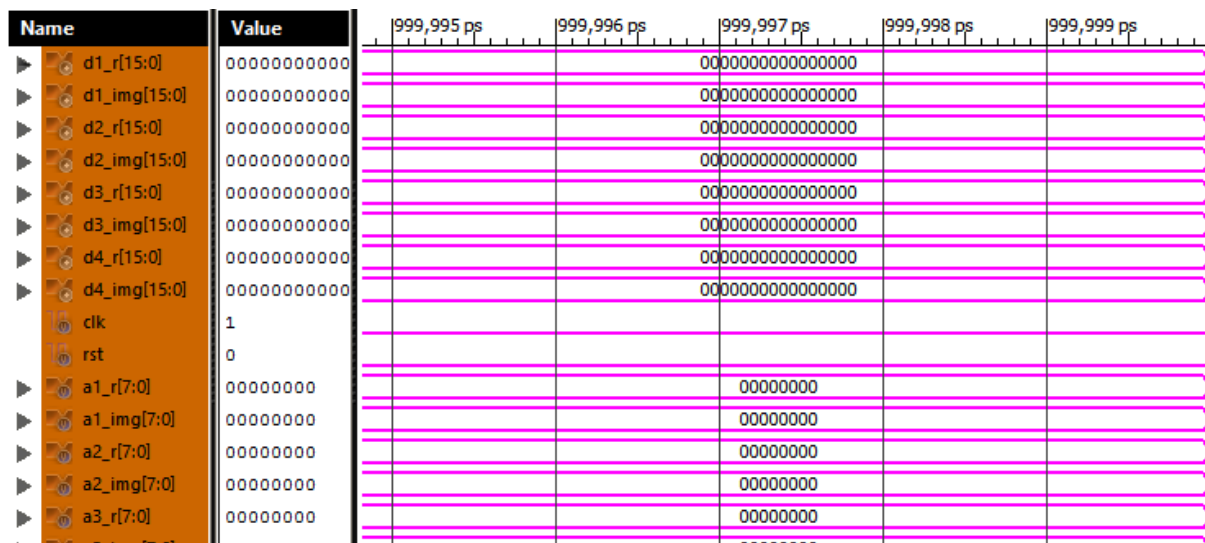 Name Value 999,995 ps 999,996 ps 999,997 ps 999,998 ps 999,999 ps
d1_r[15:0] 00000000000 0000000000000000
d1_img[15:0] 00000000000 0000000000000000
d2_r[15:0] 00000000000 0000000000000000
d2_img[15:0] 00000000000 0000000000000000
d3_r[15:0] 00000000000 0000000000000000
d3_img[15:0] 00000000000 0000000000000000
d4_r[15:0] 00000000000 0000000000000000
d4_img[15:0] 00000000000 0000000000000000
clk 1
rst 0
a1_r[7:0] 00000000 00000000
a1_img[7:0] 00000000 00000000
a2_r[7:0] 00000000 00000000
a2_img[7:0] 00000000 00000000
a3_r[7:0] 00000000 00000000